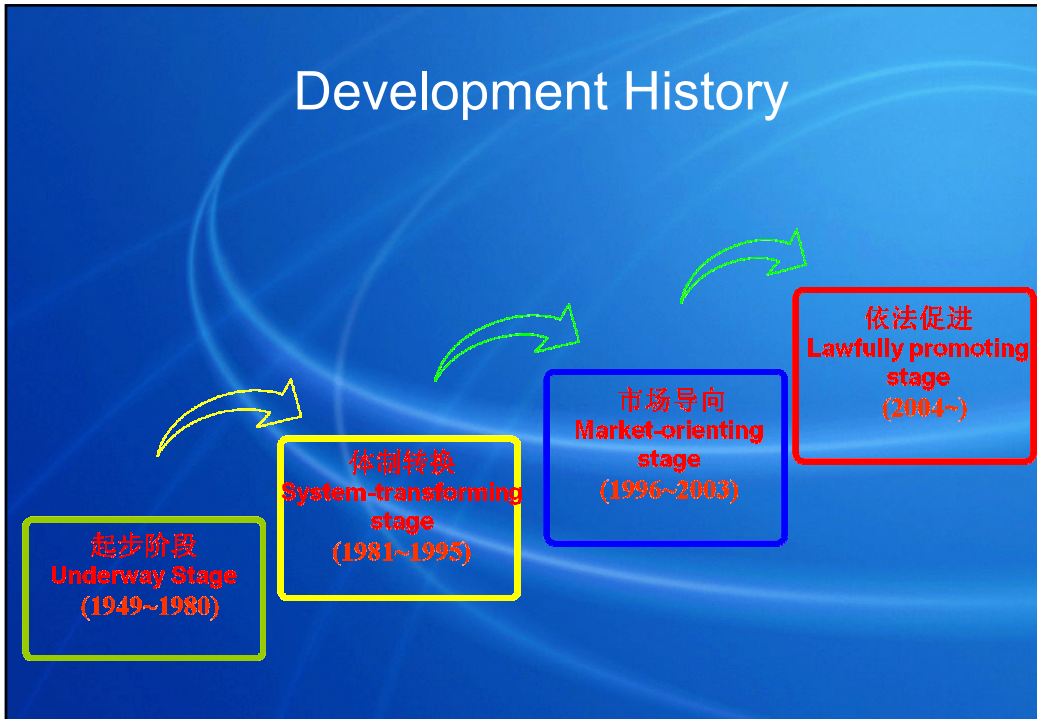 Development History
依法促进
Lawfully promoting
stage
(2004~)
市场导向
Market-orienting
stage
(1996~2003)
体制转换
System-transforming
stage
(1981~1995)
起步阶段
Underway Stage
(1949~1980)